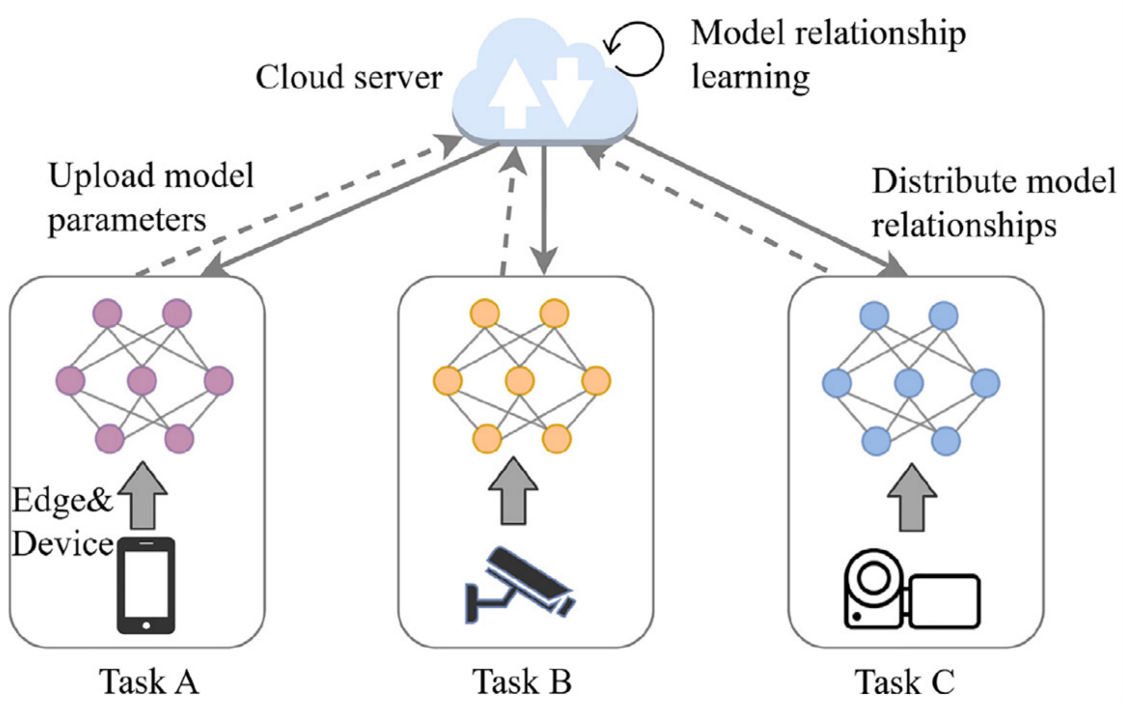 Cloud server
Model relationship
learning
Upload model
parameters
Distribute model
relationships
Edge&
Device
Task A
Task B
Task C